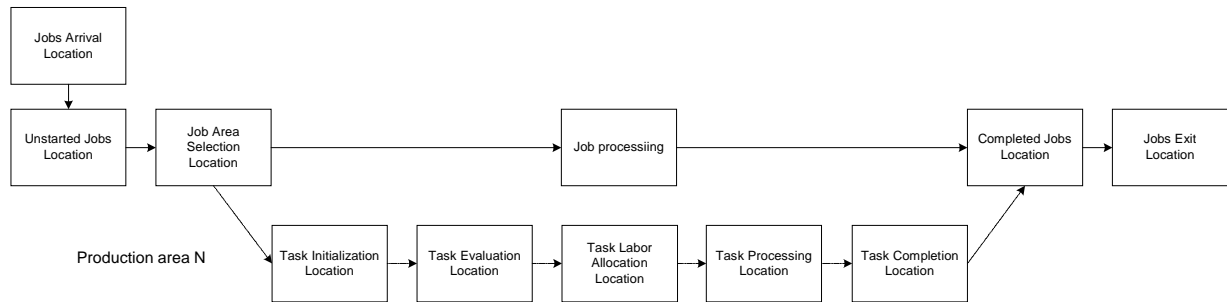 Jobs Arrival
Location
Unstarted Jobs
Location
Job Area
Selection
Location
Job processiing
Completed Jobs
Location
Jobs Exit
Location
Production area N
Task Initialization
Location
Task Evaluation
Location
Task Labor
Allocation
Location
Task Processing
Location
Task Completion
Location